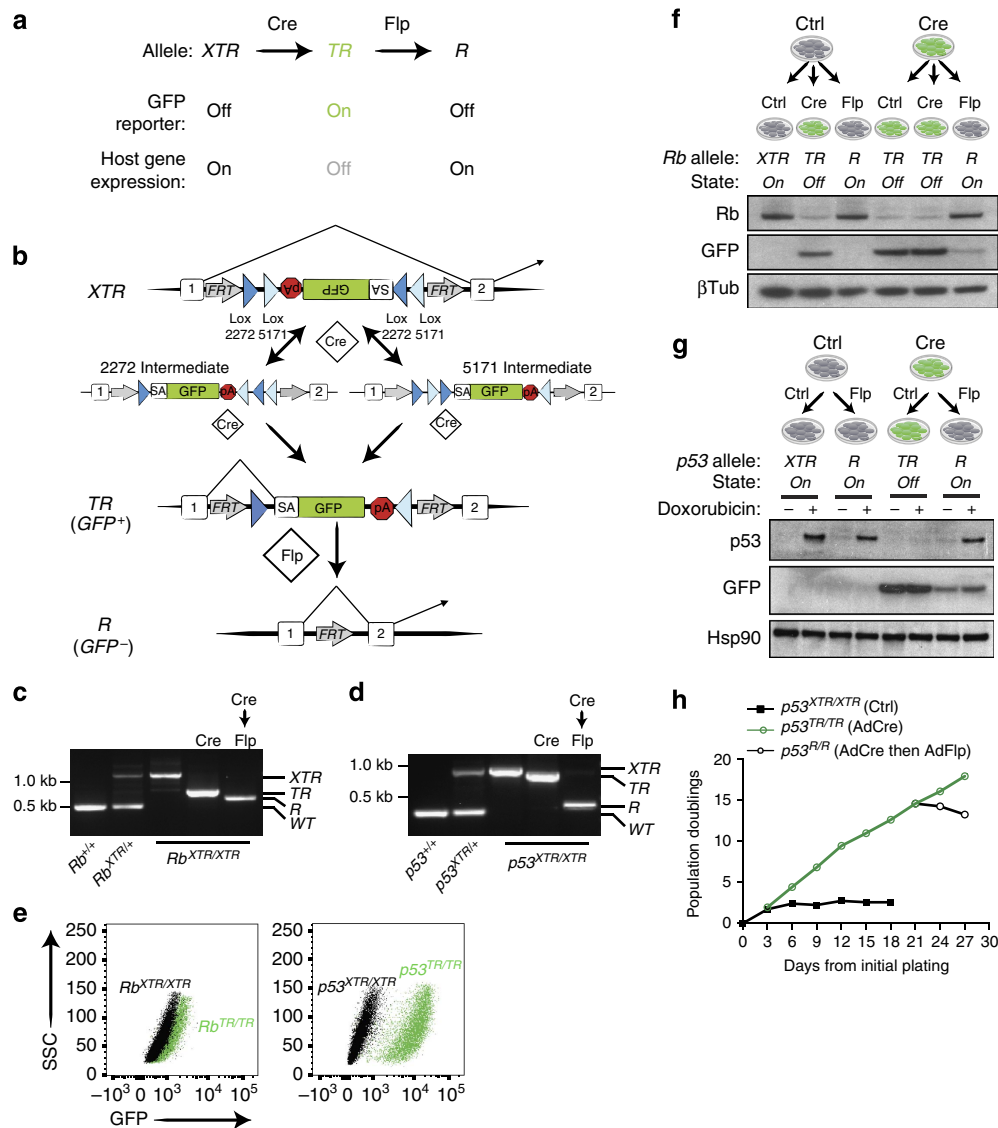 a
Cre Flp
Allele: XTR TR R
GFP reporter: Off On Off
Host gene expression: On Off On
b
XTR
1 FRT pA GFP SA FRT 2
Lox 2272 Lox 5171 Lox 2272 Lox 5171
Cre
2272 Intermediate 5171 Intermediate
1 SA GFP pA 2 1 SA GFP pA 2
Cre Cre
TR (GFP+)
1 FRT SA GFP pA FRT 2
Flp
R (GFP−)
1 FRT 2
c
Cre
Cre Flp
1.0 kb
0.5 kb
XTR
TR
R
WT
Rb+/+ RbXTR/+ RbXTR/XTR
d
Cre
Cre Flp
1.0 kb
0.5 kb
XTR
TR
R
WT
p53+/+ p53XTR/+ p53XTR/XTR
e
SSC
250
200
150
100
50
0
RbXTR/XTR
RbTR/TR
−10³ 0 10³ 10⁴ 10⁵
GFP
250
200
150
100
50
0
p53XTR/XTR
p53TR/TR
−10³ 0 10³ 10⁴ 10⁵
f
Ctrl Cre
Ctrl Cre Flp Ctrl Cre Flp
Rb allele: XTR TR R TR TR R
State: On Off On Off Off On
Rb
GFP
βTub
g
Ctrl Cre
Ctrl Flp Ctrl Flp
p53 allele: XTR R TR R
State: On On Off On
Doxorubicin: − + − + − + − +
p53
GFP
Hsp90
h
p53XTR/XTR (Ctrl)
p53TR/TR (AdCre)
p53R/R (AdCre then AdFlp)
Population doublings
20
15
10
5
0
0 3 6 9 12 15 18 21 24 27 30
Days from initial plating